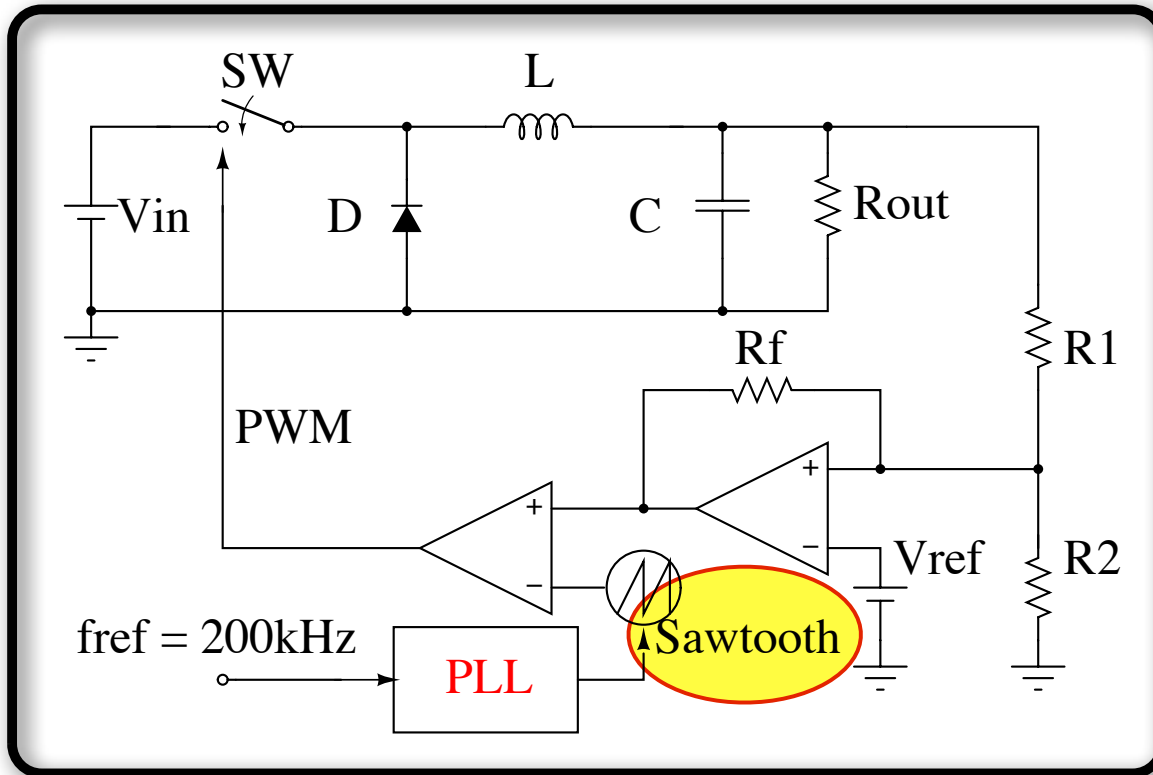 SW
L
Vin
D
C
Rout
R1
Rf
PWM
+
+
−
−
Vref
R2
Sawtooth
fref = 200kHz
PLL